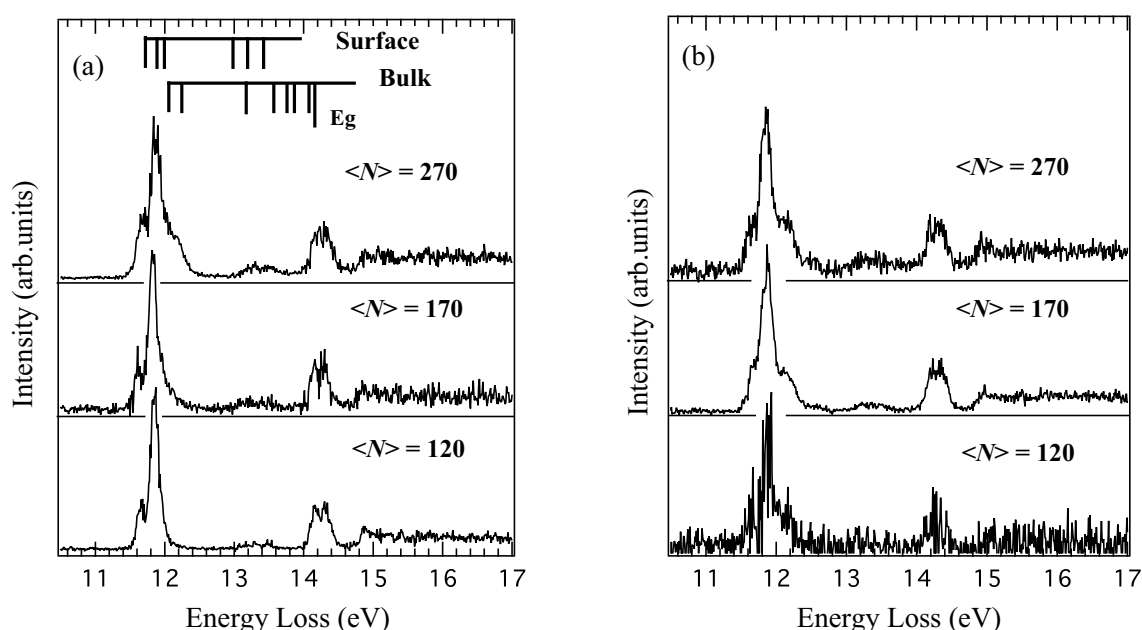 (a)
Surface
Bulk
Eg
<N> = 270
<N> = 170
<N> = 120
Intensity (arb.units)
11 12 13 14 15 16 17
Energy Loss (eV)
(b)
<N> = 270
<N> = 170
<N> = 120
Intensity (arb.units)
11 12 13 14 15 16 17
Energy Loss (eV)